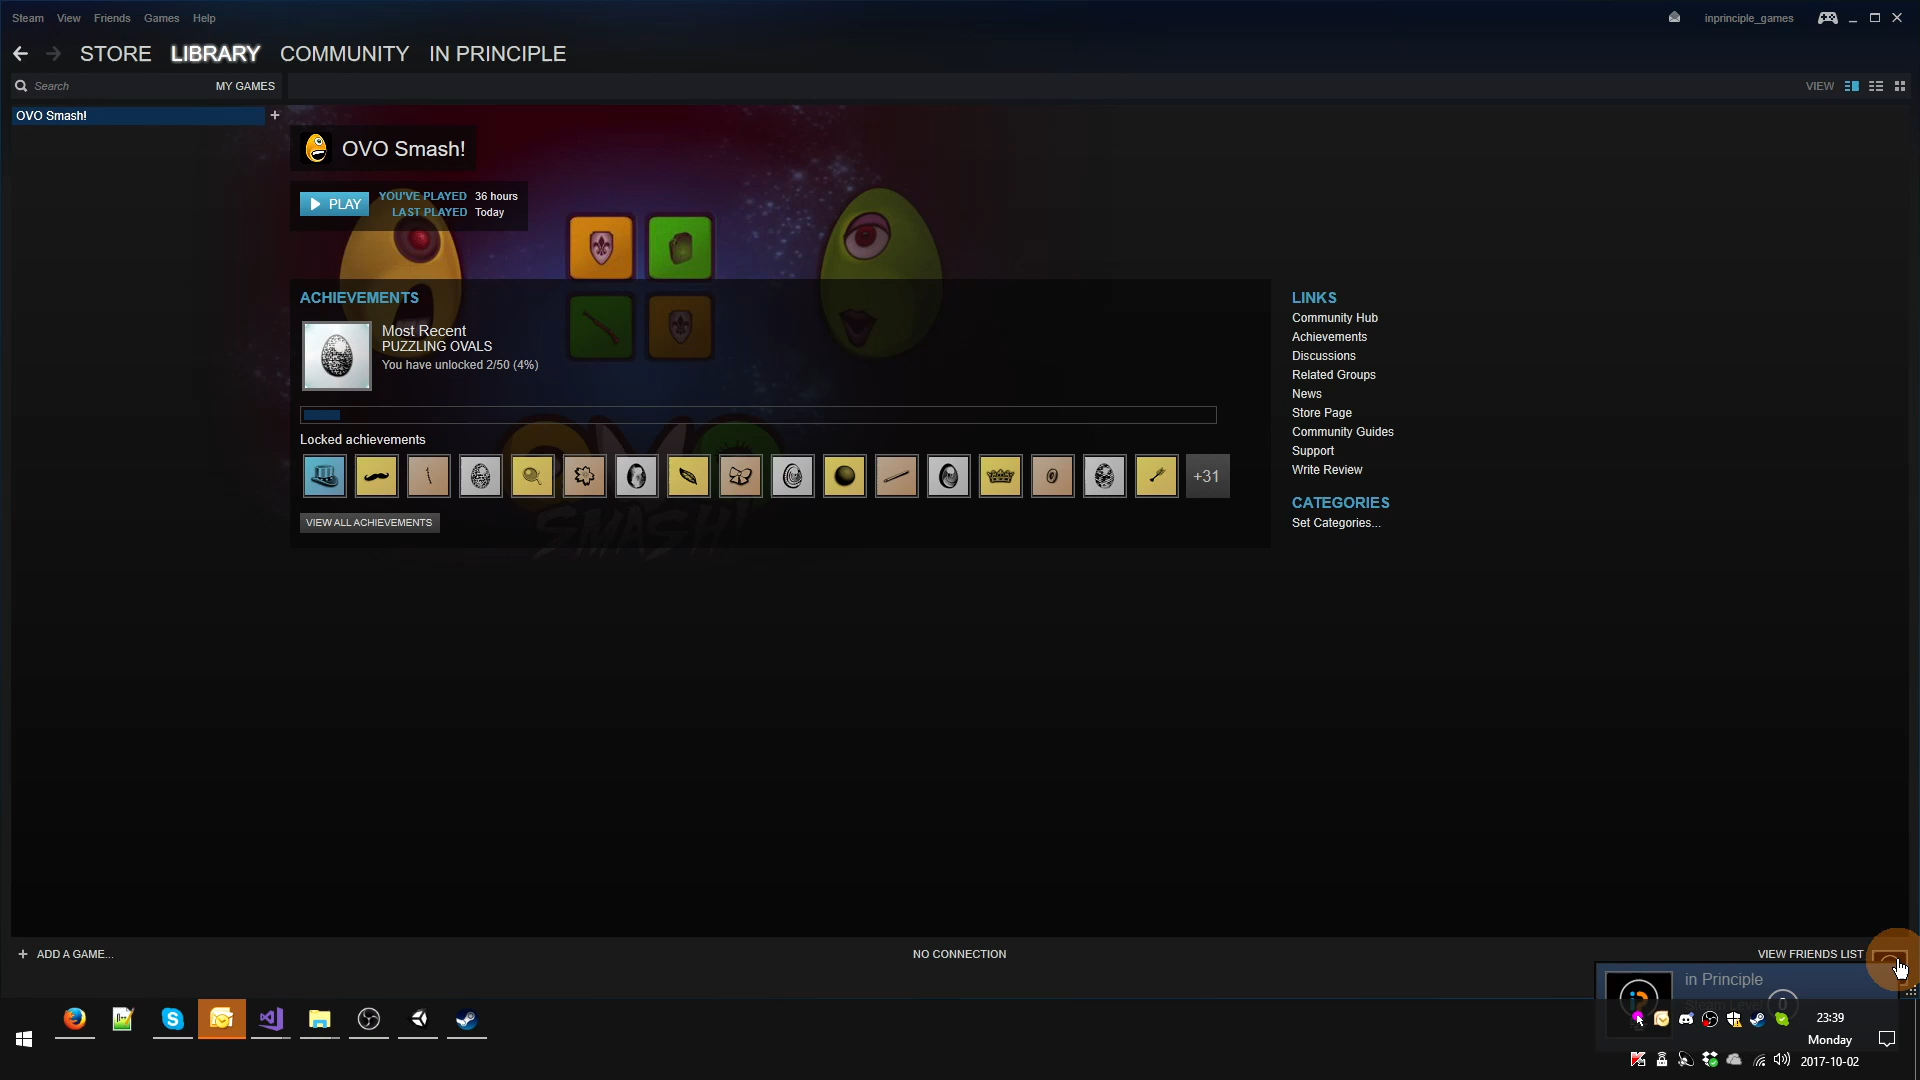 Steam View Friends Games Help
inprinciple_games
STORE LIBRARY COMMUNITY IN PRINCIPLE
Search MY GAMES
VIEW
OVO Smash! +
OVO Smash!
PLAY
YOU'VE PLAYED 36 hours
LAST PLAYED Today
ACHIEVEMENTS
Most Recent
PUZZLING OVALS
You have unlocked 2/50 (4%)
Locked achievements
+31
SMASH!
VIEW ALL ACHIEVEMENTS
LINKS
Community Hub
Achievements
Discussions
Related Groups
News
Store Page
Community Guides
Support
Write Review
CATEGORIES
Set Categories...
+ ADD A GAME...
NO CONNECTION
VIEW FRIENDS LIST
in Principle
Steam Level 0
23:39
Monday
2017-10-02